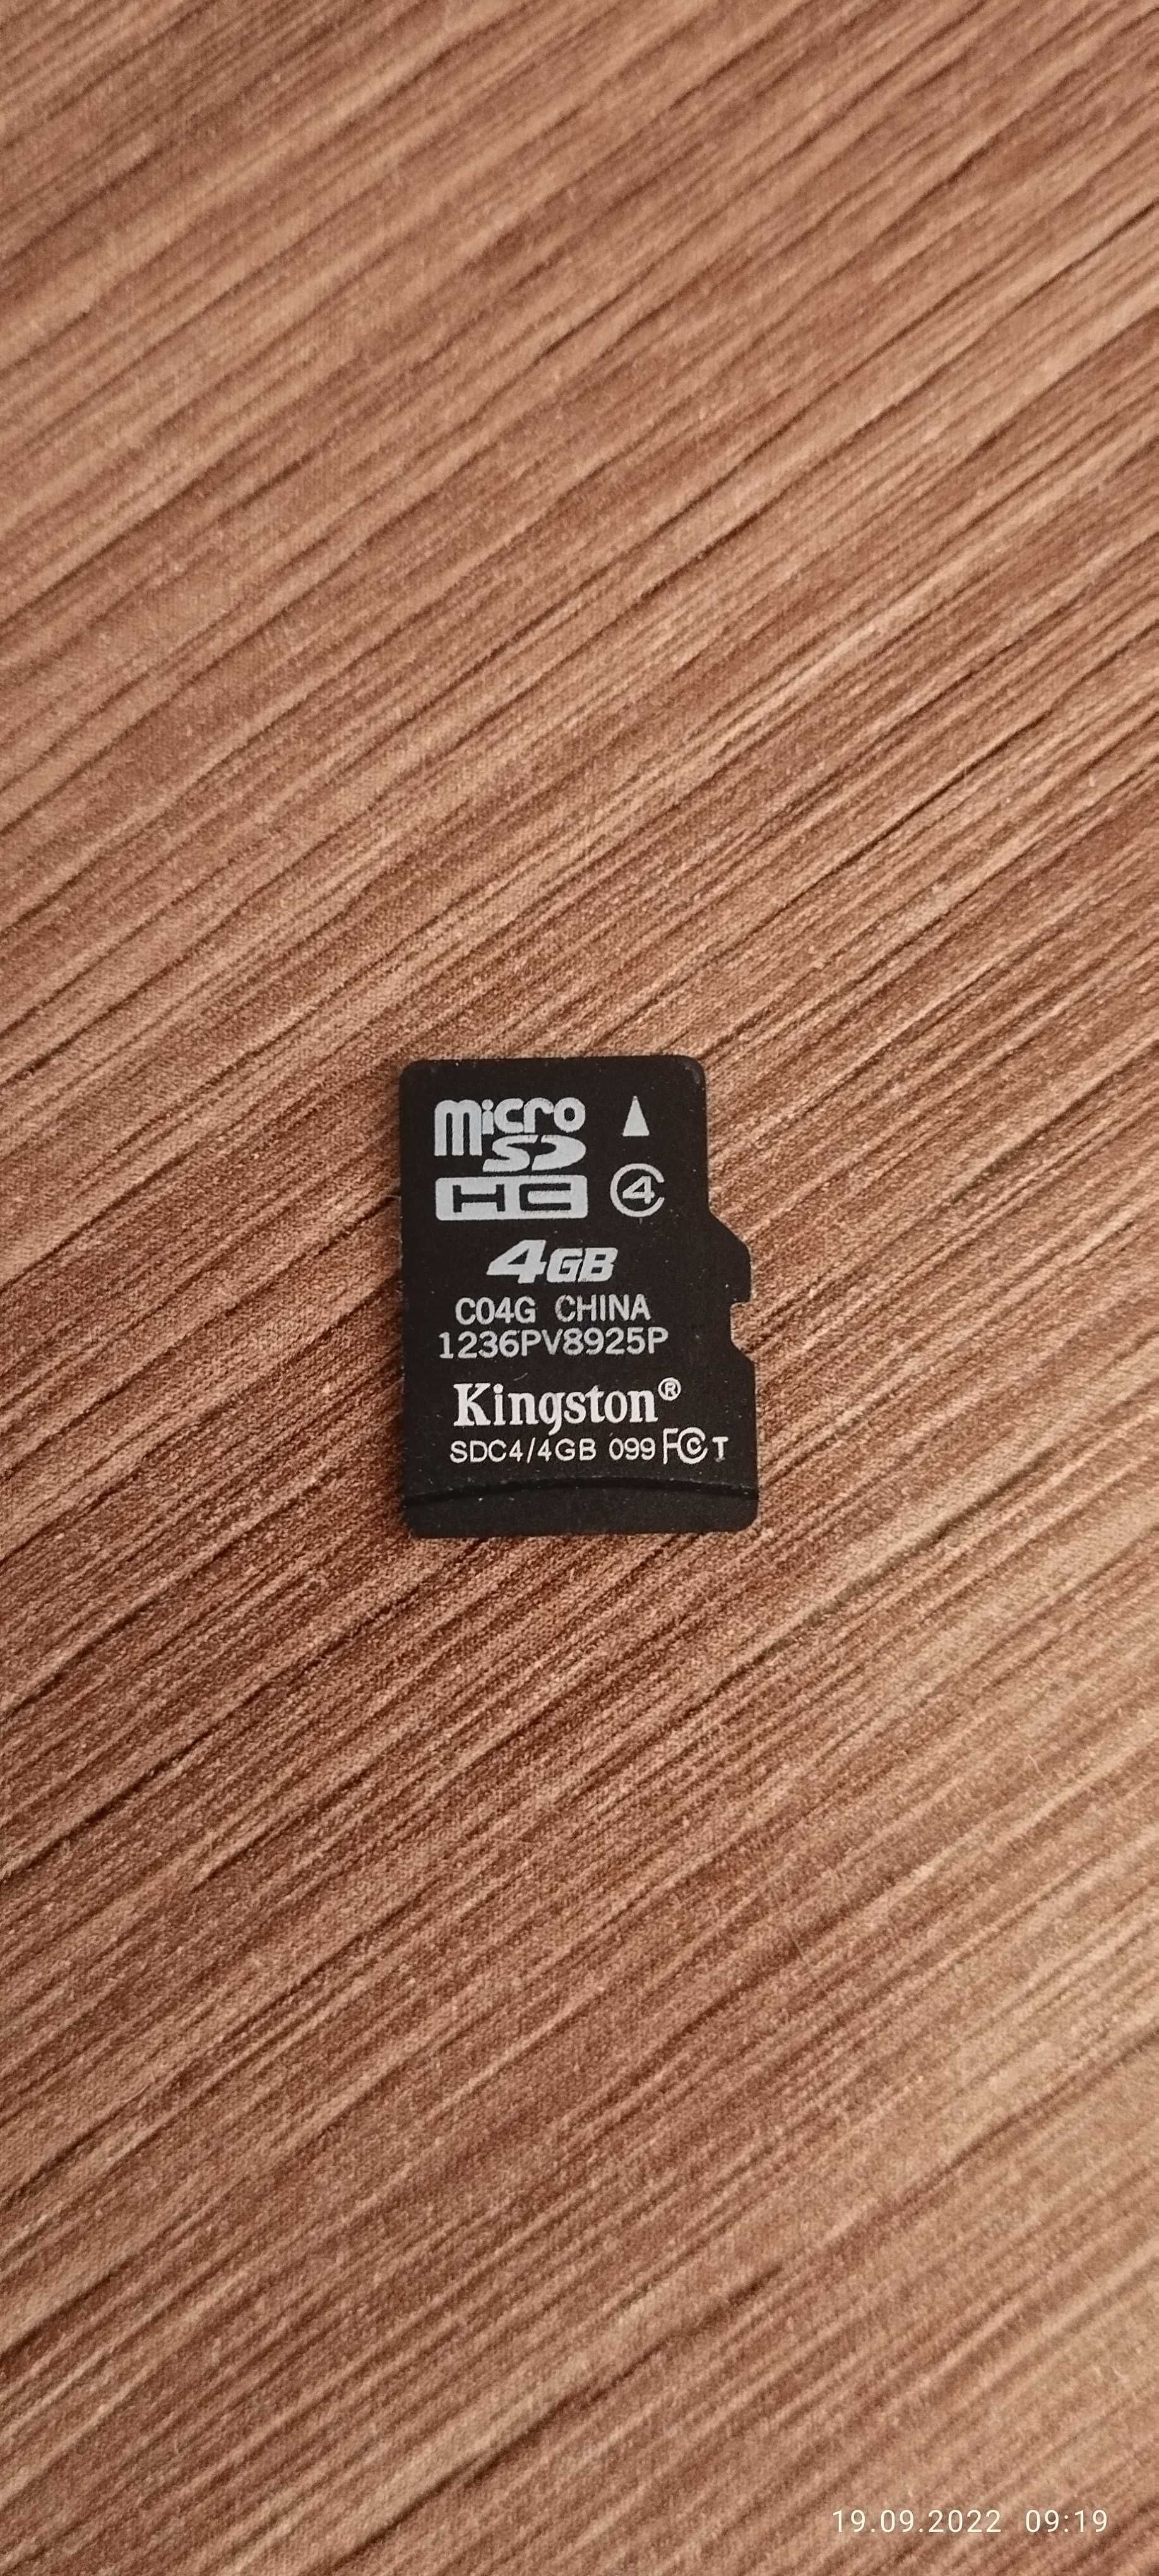 micro
SD
HC 4
4GB
C04G CHINA
1236PV8925P
Kingston®
SDC4/4GB 099 FC T
19.09.2022 09:19